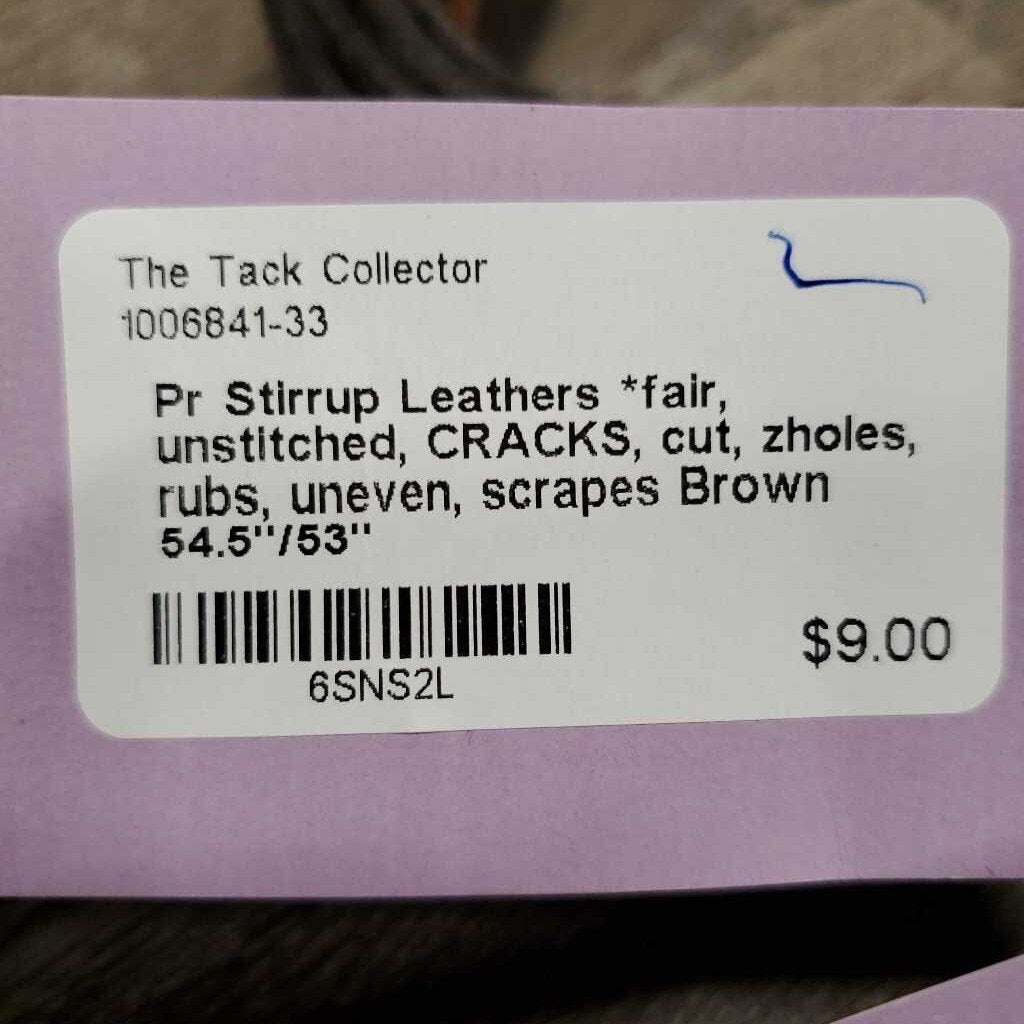 The Tack Collector
1006841-33
Pr Stirrup Leathers *fair,
unstitched, CRACKS, cut, zholes,
rubs, uneven, scrapes Brown
54.5"/53"
6SNS2L
$9.00